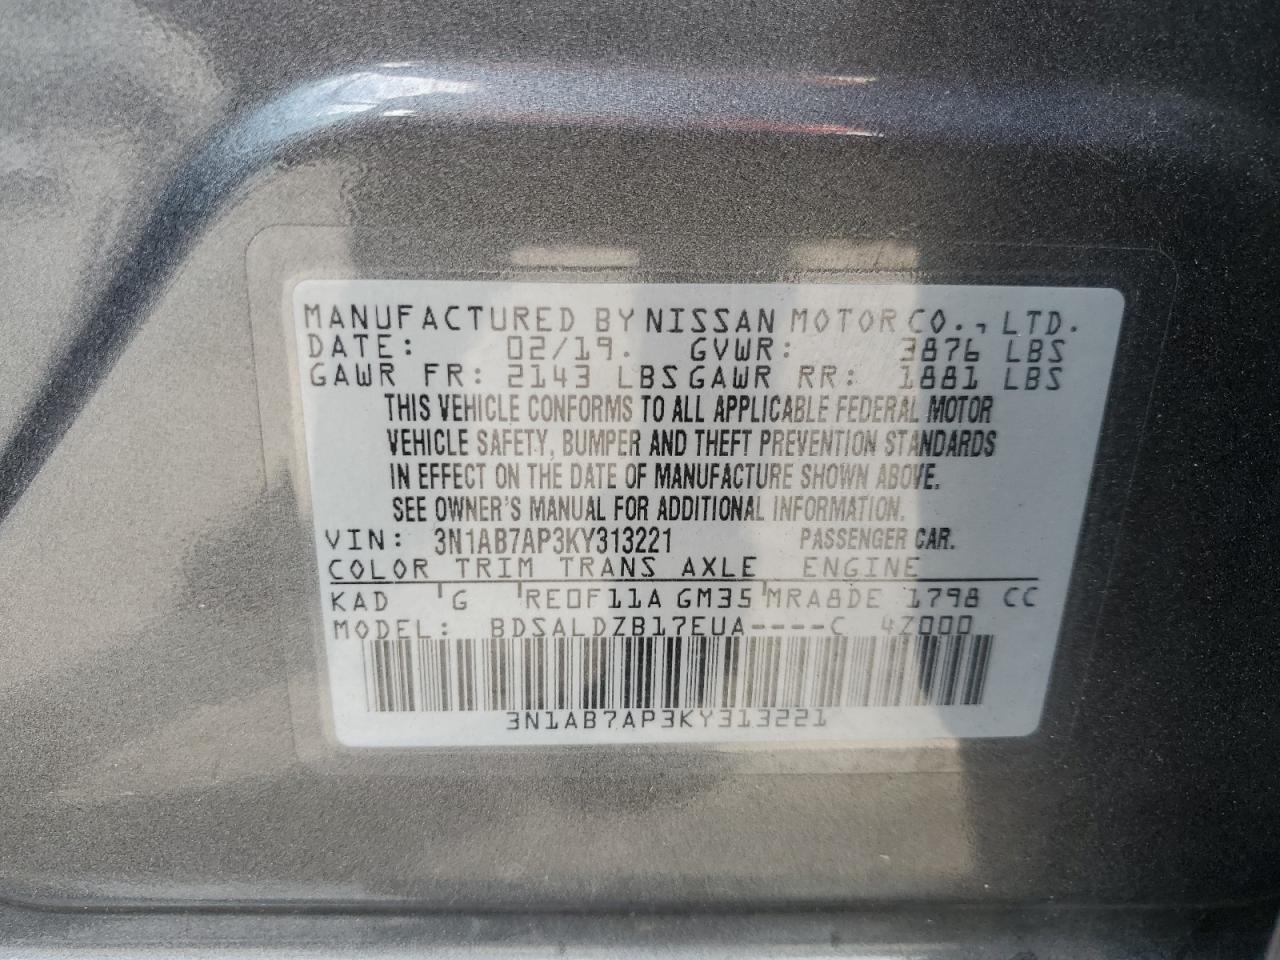 MANUFACTURED BY NISSAN MOTOR CO., LTD.
DATE: 02/19. GVWR: 3876 LBS
GAWR FR: 2143 LBS GAWR RR: 1881 LBS
THIS VEHICLE CONFORMS TO ALL APPLICABLE FEDERAL MOTOR
VEHICLE SAFETY, BUMPER AND THEFT PREVENTION STANDARDS
IN EFFECT ON THE DATE OF MANUFACTURE SHOWN ABOVE.
SEE OWNER'S MANUAL FOR ADDITIONAL INFORMATION.
VIN: 3N1AB7AP3KY313221 PASSENGER CAR.
COLOR TRIM TRANS AXLE ENGINE
KAD G RE0F11A GM35 MRA8DE 1798 CC
MODEL: BDSALDZB17EUA----C 4Z000
3N1AB7AP3KY313221